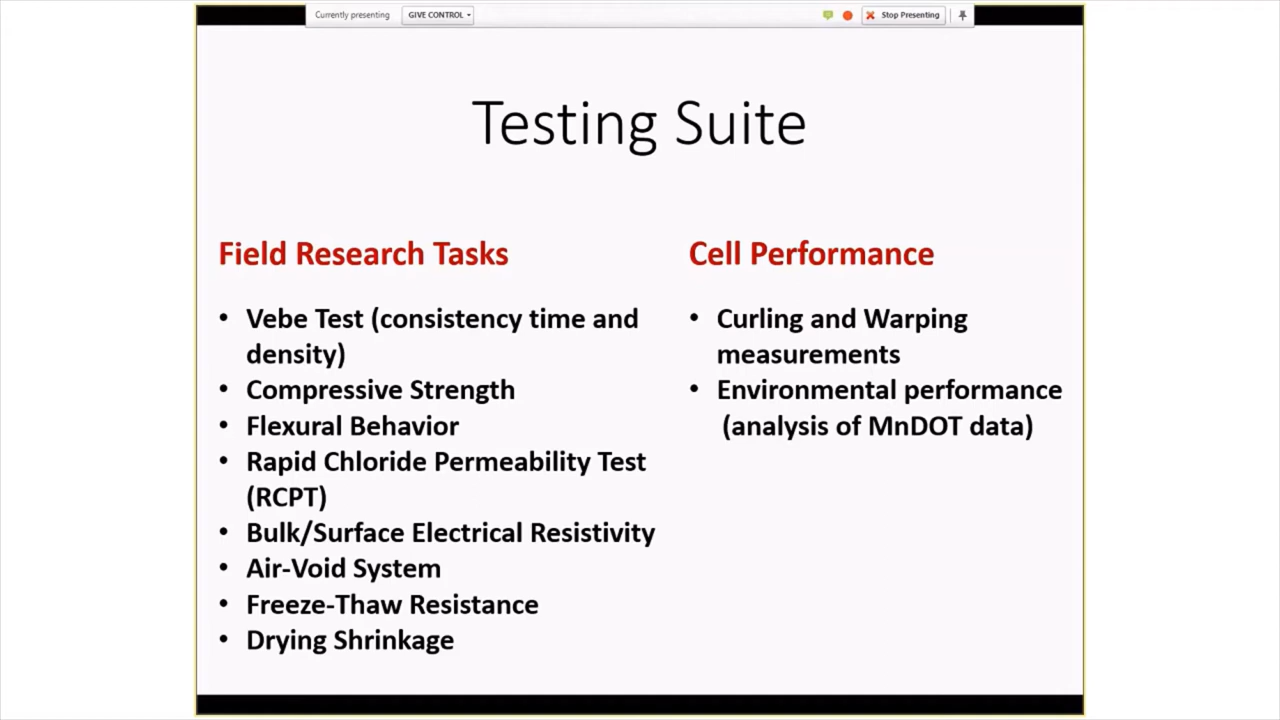 Currently presenting GIVE CONTROL Stop Presenting
Testing Suite
Field Research Tasks
• Vebe Test (consistency time and
density)
• Compressive Strength
• Flexural Behavior
• Rapid Chloride Permeability Test
(RCPT)
• Bulk/Surface Electrical Resistivity
• Air-Void System
• Freeze-Thaw Resistance
• Drying Shrinkage
Cell Performance
• Curling and Warping
measurements
• Environmental performance
(analysis of MnDOT data)